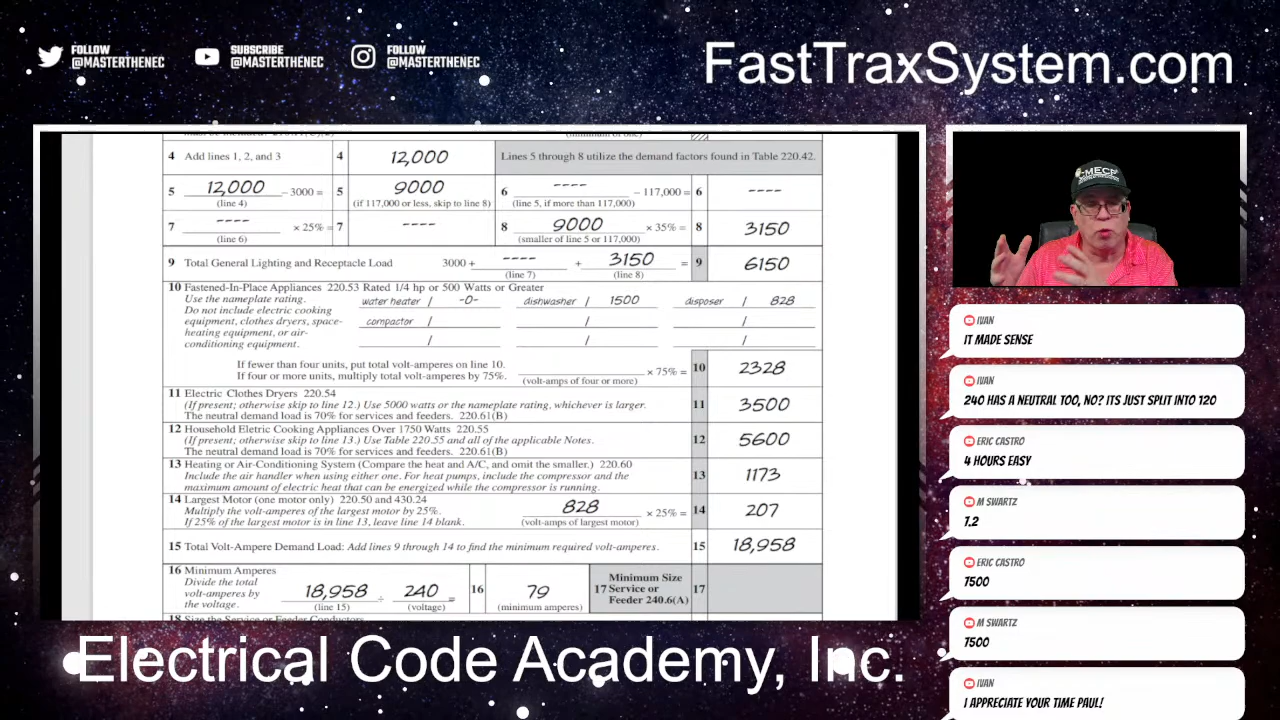 FOLLOW
@MASTERTHENEC
SUBSCRIBE
@MASTERTHENEC
FOLLOW
@MASTERTHENEC
FastTraxSystem.com
4 Add lines 1, 2, and 3 4 12,000 Lines 5 through 8 utilize the demand factors found in Table 220.42.
5 12,000 – 3000 = 5 9000 6 ---- – 117,000 = 6 ----
(line 4) (if 117,000 or less, skip to line 8) (line 5, if more than 117,000)
7 ---- × 25% = 7 ---- 8 9000 × 35% = 8 3150
(line 6) (smaller of line 5 or 117,000)
9 Total General Lighting and Receptacle Load 3000 + ---- + 3150 = 9 6150
(line 7) (line 8)
10 Fastened-In-Place Appliances 220.53 Rated 1/4 hp or 500 Watts or Greater
Use the nameplate rating. water heater / -0- dishwasher / 1500 disposer / 828
Do not include electric cooking
equipment, clothes dryers, space- compactor / / /
heating equipment, or air-
conditioning equipment. / / /
If fewer than four units, put total volt-amperes on line 10.
If four or more units, multiply total volt-amperes by 75%. × 75% = 10 2328
(volt-amps of four or more)
11 Electric Clothes Dryers 220.54
(If present; otherwise skip to line 12.) Use 5000 watts or the nameplate rating, whichever is larger. 11 3500
The neutral demand load is 70% for services and feeders. 220.61(B)
12 Household Eletric Cooking Appliances Over 1750 Watts 220.55
(If present; otherwise skip to line 13.) Use Table 220.55 and all of the applicable Notes. 12 5600
The neutral demand load is 70% for services and feeders. 220.61(B)
13 Heating or Air-Conditioning System (Compare the heat and A/C, and omit the smaller.) 220.60
Include the air handler when using either one. For heat pumps, include the compressor and the 13 1173
maximum amount of electric heat that can be energized while the compressor is running.
14 Largest Motor (one motor only) 220.50 and 430.24
Multiply the volt-amperes of the largest motor by 25%. 828 × 25% = 14 207
If 25% of the largest motor is in line 13, leave line 14 blank. (volt-amps of largest motor)
15 Total Volt-Ampere Demand Load: Add lines 9 through 14 to find the minimum required volt-amperes. 15 18,958
16 Minimum Amperes
Divide the total
volt-amperes by 18,958 ÷ 240 = 16 79
the voltage. (line 15) (voltage) (minimum amperes)
Minimum Size
17 Service or 17
Feeder 240.6(A)
18 Size the Service or Feeder Conductors
IVAN
IT MADE SENSE
IVAN
240 HAS A NEUTRAL TOO, NO? ITS JUST SPLIT INTO 120
ERIC CASTRO
4 HOURS EASY
M SWARTZ
7.2
ERIC CASTRO
7500
M SWARTZ
7500
IVAN
I APPRECIATE YOUR TIME PAUL!
Electrical Code Academy, Inc.